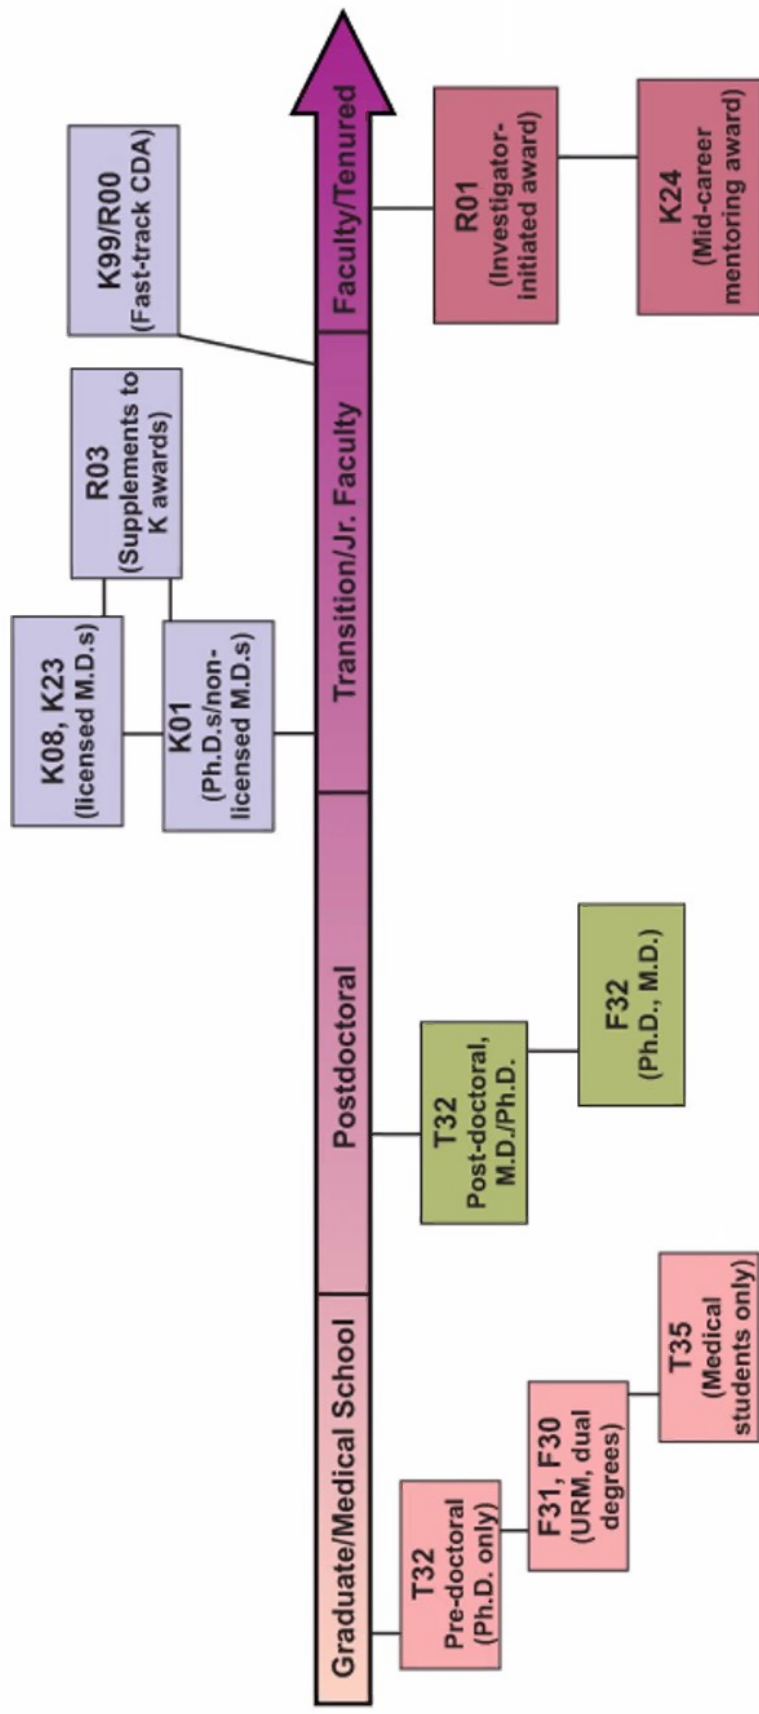 K08, K23
(licensed M.D.s)
K01
(Ph.D.s/non-
licensed M.D.s)
R03
(Supplements to
K awards)
K99/R00
(Fast-track CDA)
Graduate/Medical School
Postdoctoral
Transition/Jr. Faculty
Faculty/Tenured
T32
Pre-doctoral
(Ph.D. only)
F31, F30
(URM, dual
degrees)
T35
(Medical
students only)
T32
Post-doctoral,
M.D./Ph.D.
F32
(Ph.D., M.D.)
R01
(Investigator-
initiated award)
K24
(Mid-career
mentoring award)